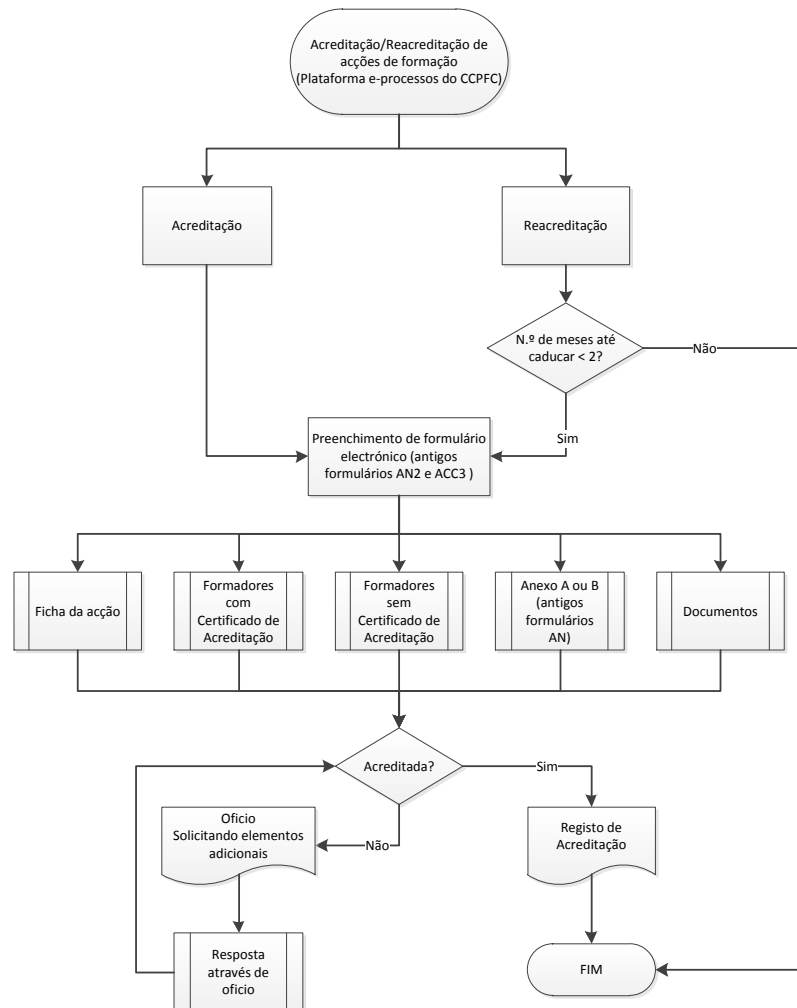 Acreditação/Reacreditação de
acções de formação
(Plataforma e-processos do CCPFC)
Acreditação
Reacreditação
N.º de meses até
caducar < 2?
Não
Sim
Preenchimento de formulário
electrónico (antigos
formulários AN2 e ACC3 )
Ficha da acção
Formadores
com
Certificado de
Acreditação
Formadores
sem
Certificado de
Acreditação
Anexo A ou B
(antigos
formulários
AN)
Documentos
Acreditada?
Sim
Não
Oficio
Solicitando elementos
adicionais
Registo de
Acreditação
Resposta
através de
oficio
FIM